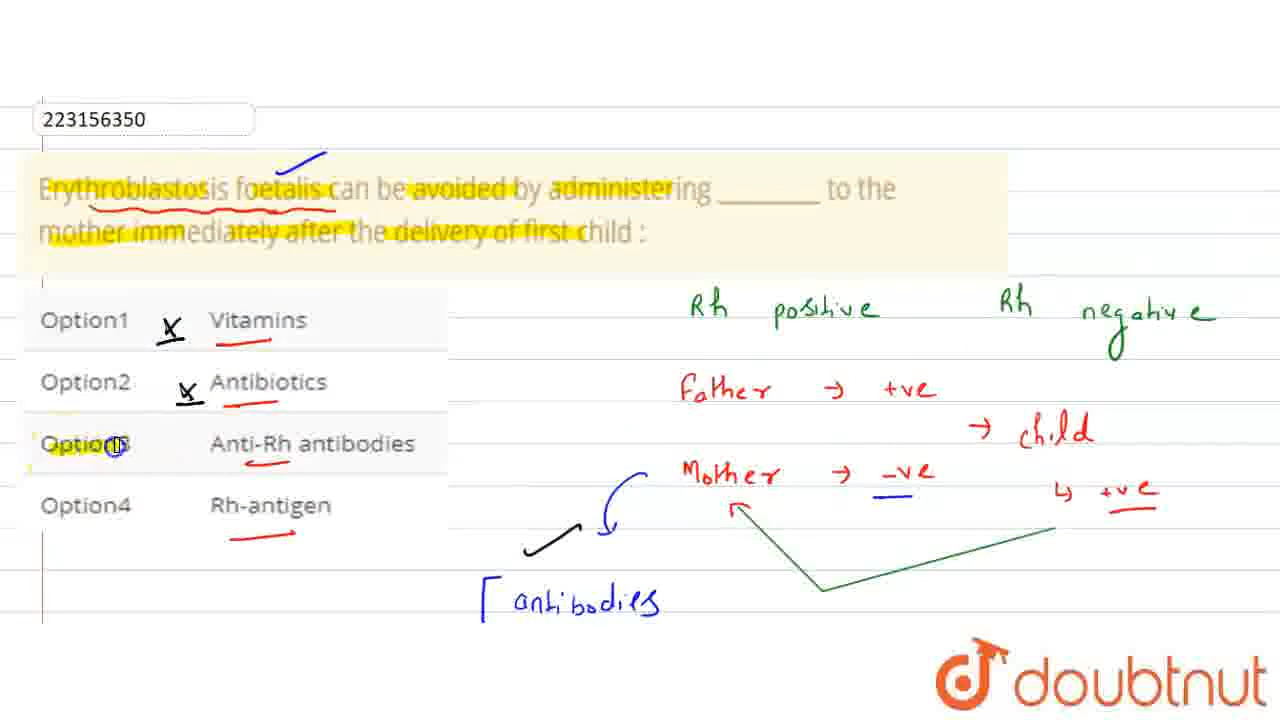 223156350
Erythroblastosis foetalis can be avoided by administering ________ to the
mother immediately after the delivery of first child :
Option1 x Vitamins
Option2 x Antibiotics
Option3 Anti-Rh antibodies
Option4 Rh-antigen
Rh positive Rh negative
Father → +ve
→ child
Mother → -ve
↳ +ve
antibodies
doubtnut